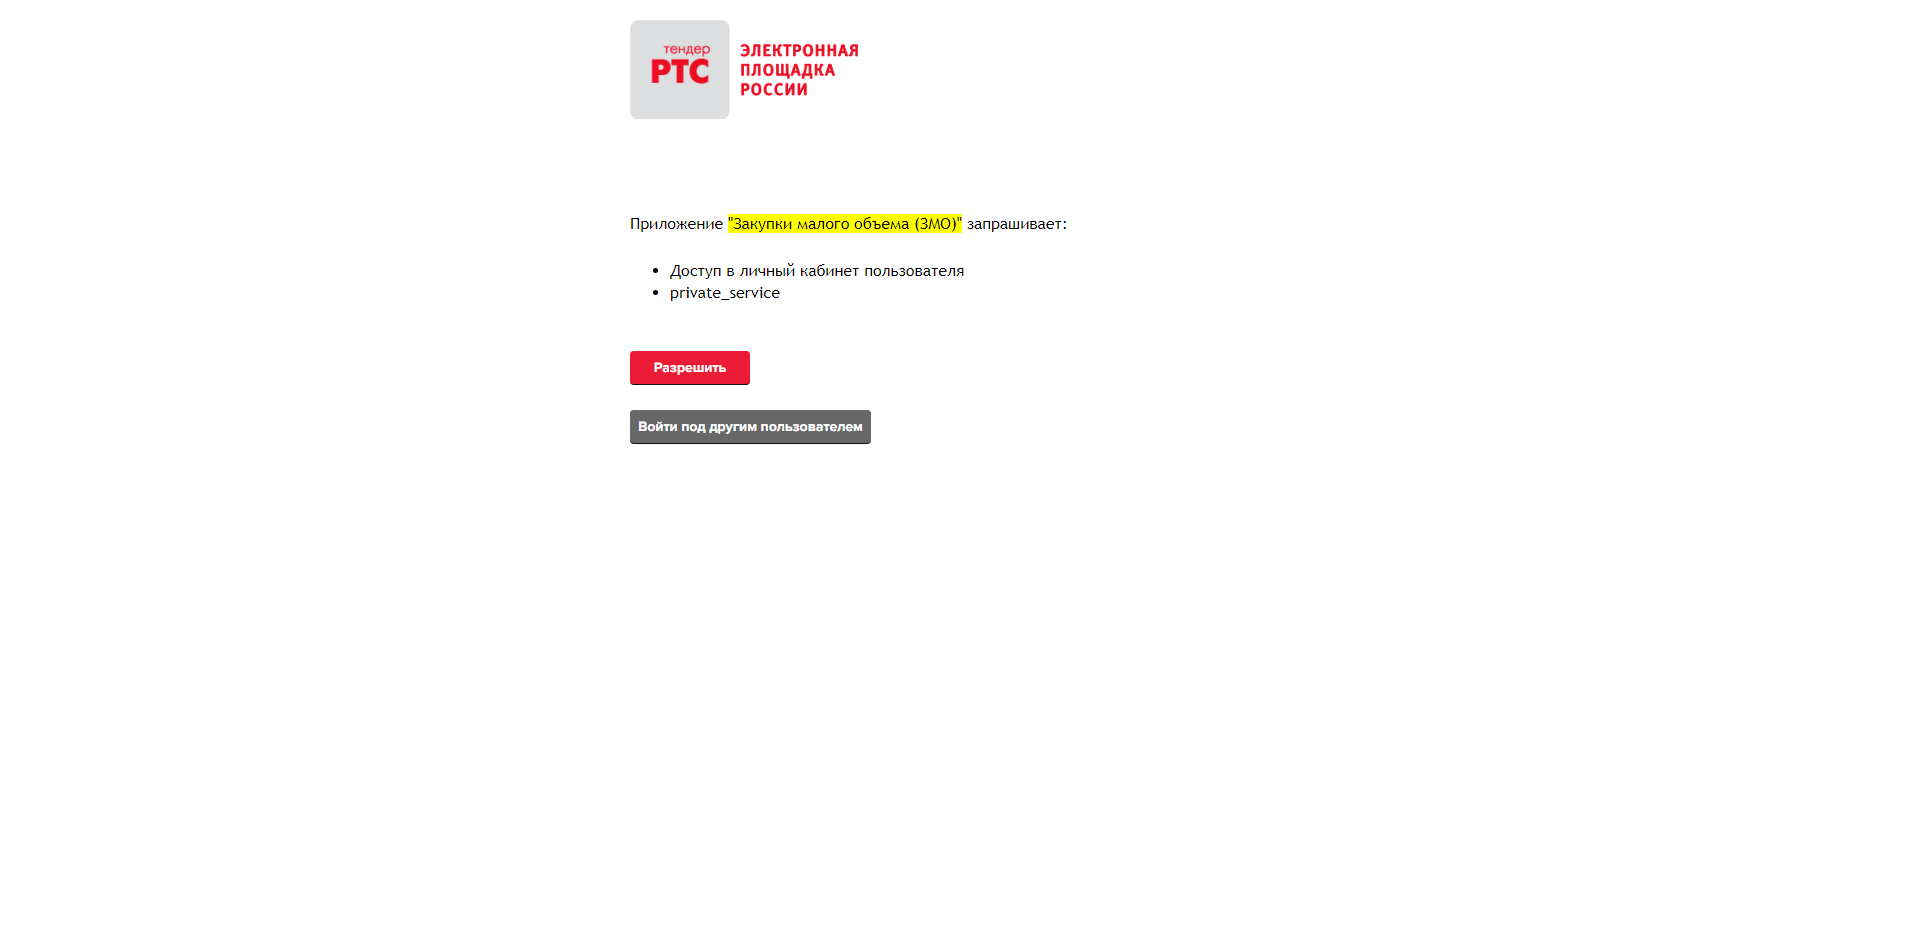 тендер
РТС
ЭЛЕКТРОННАЯ
ПЛОЩАДКА
РОССИИ
Приложение "Закупки малого объема (ЗМО)" запрашивает:
Доступ в личный кабинет пользователя
private_service
Разрешить
Войти под другим пользователем